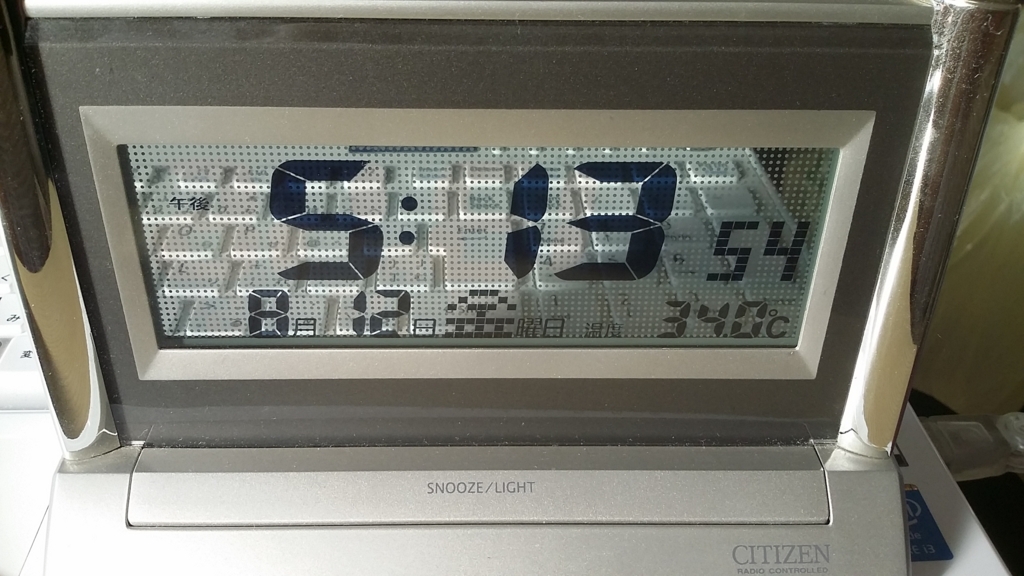 午後 5:13 54
8月 12日 金曜日 温度 34.0℃
SNOOZE/LIGHT
CITIZEN
RADIO CONTROLLED